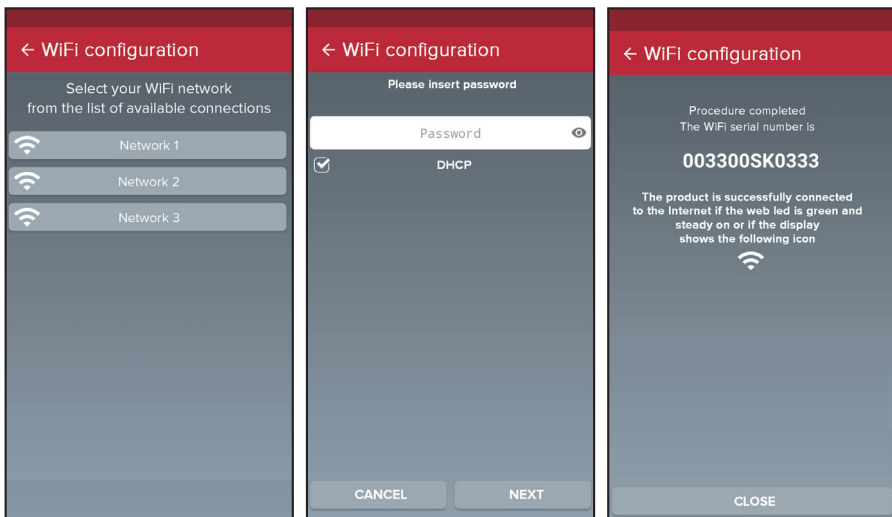 ← WiFi configuration
Select your WiFi network
from the list of available connections
Network 1
Network 2
Network 3
← WiFi configuration
Please insert password
Password
DHCP
CANCEL
NEXT
← WiFi configuration
Procedure completed
The WiFi serial number is
003300SK0333
The product is successfully connected
to the Internet if the web led is green and
steady on or if the display
shows the following icon
CLOSE